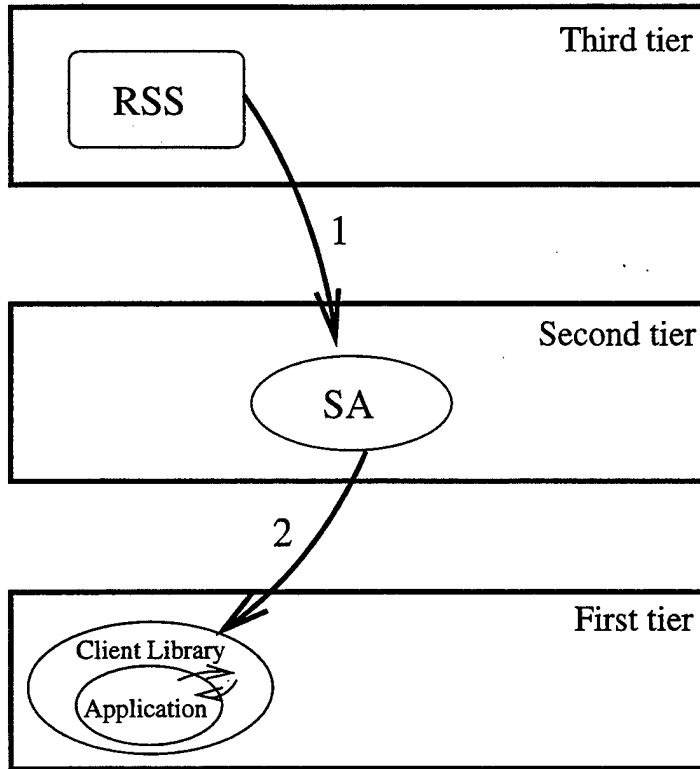 Third tier
RSS
1
Second tier
SA
2
First tier
Client Library
Application